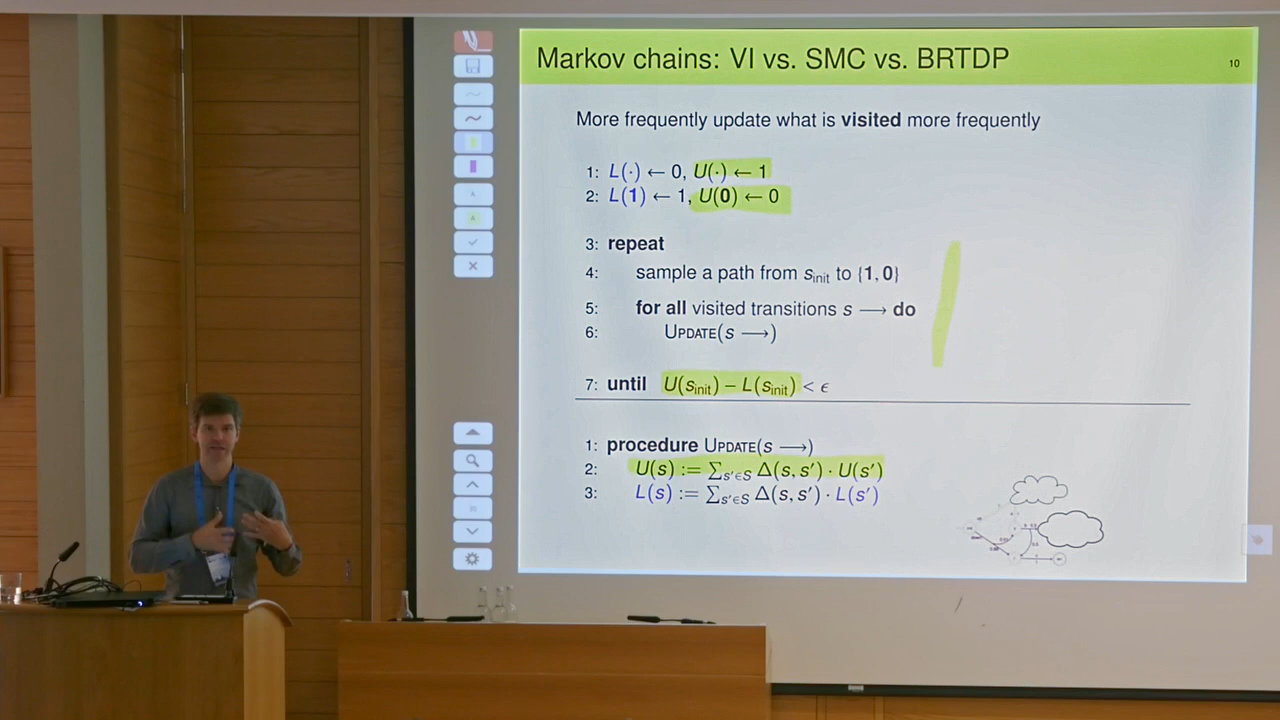 Markov chains: VI vs. SMC vs. BRTDP
10
More frequently update what is visited more frequently
1: L(·) ← 0, U(·) ← 1
2: L(1) ← 1, U(0) ← 0
3: repeat
4: sample a path from s_init to {1, 0}
5: for all visited transitions s ⟶ do
6: UPDATE(s ⟶)
7: until U(s_init) − L(s_init) < ϵ
1: procedure UPDATE(s ⟶)
2: U(s) := ∑_{s'∈S} Δ(s, s') · U(s')
3: L(s) := ∑_{s'∈S} Δ(s, s') · L(s')